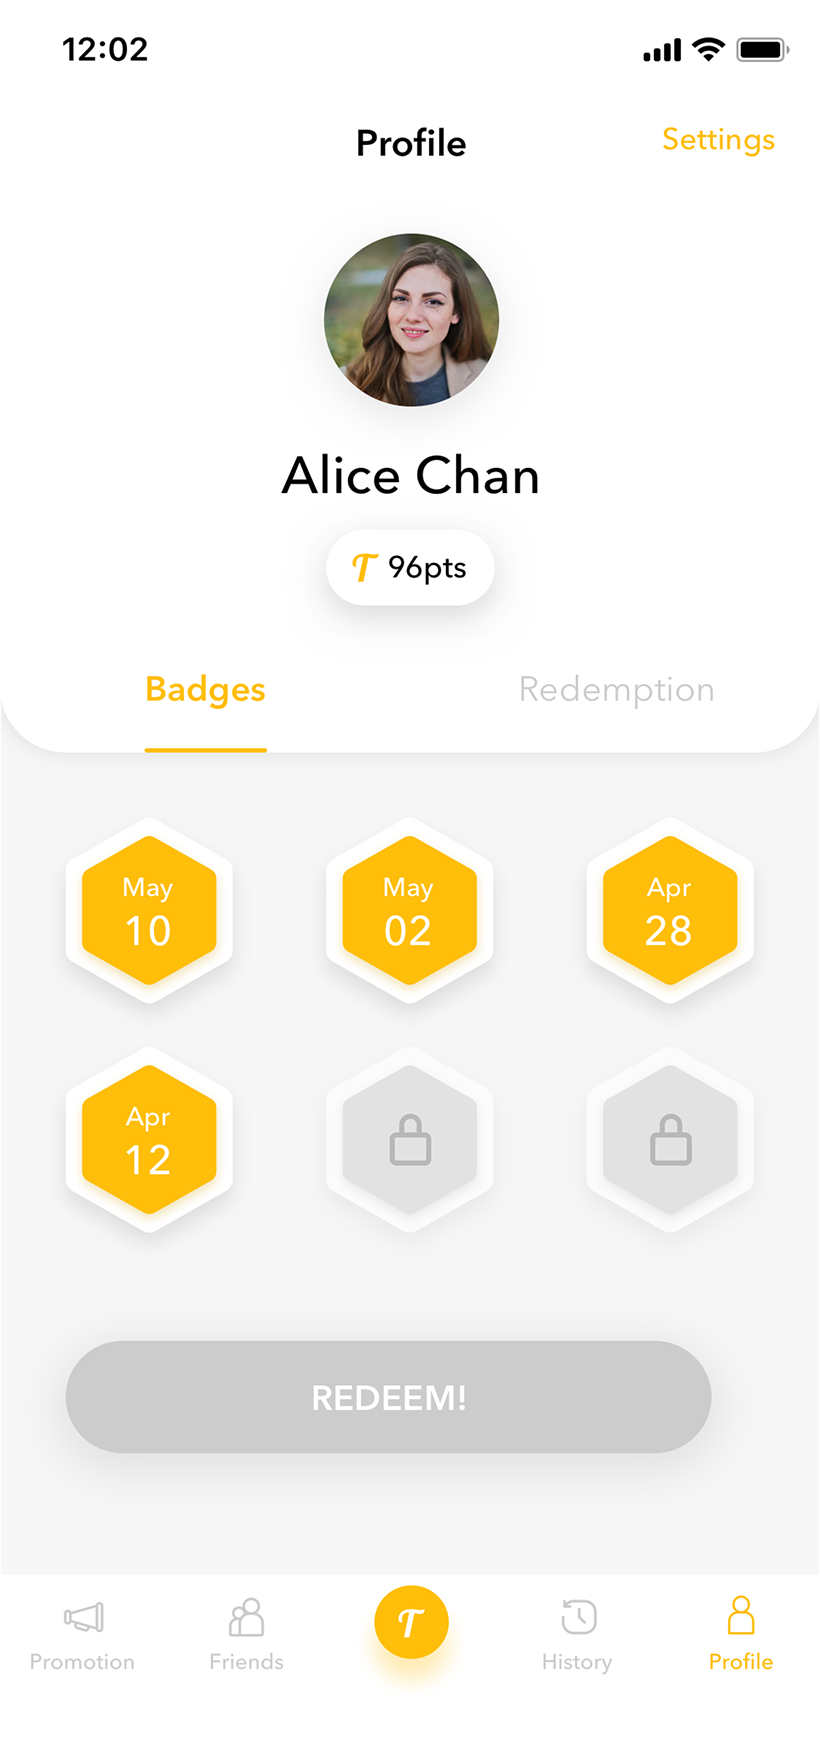 12:02
Profile
Settings
Alice Chan
T 96pts
Badges
Redemption
May
10
May
02
Apr
28
Apr
12
REDEEM!
T
Promotion
Friends
History
Profile